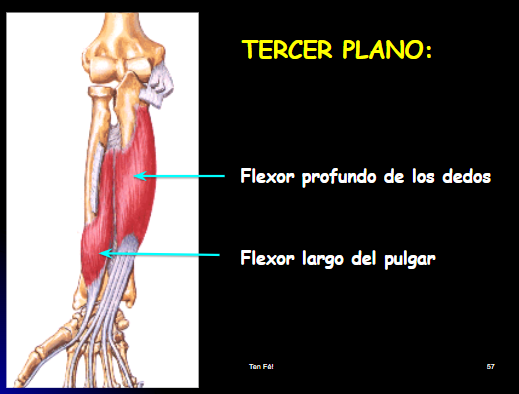 TERCER PLANO:
Flexor profundo de los dedos
Flexor largo del pulgar
Ten Fé!
57